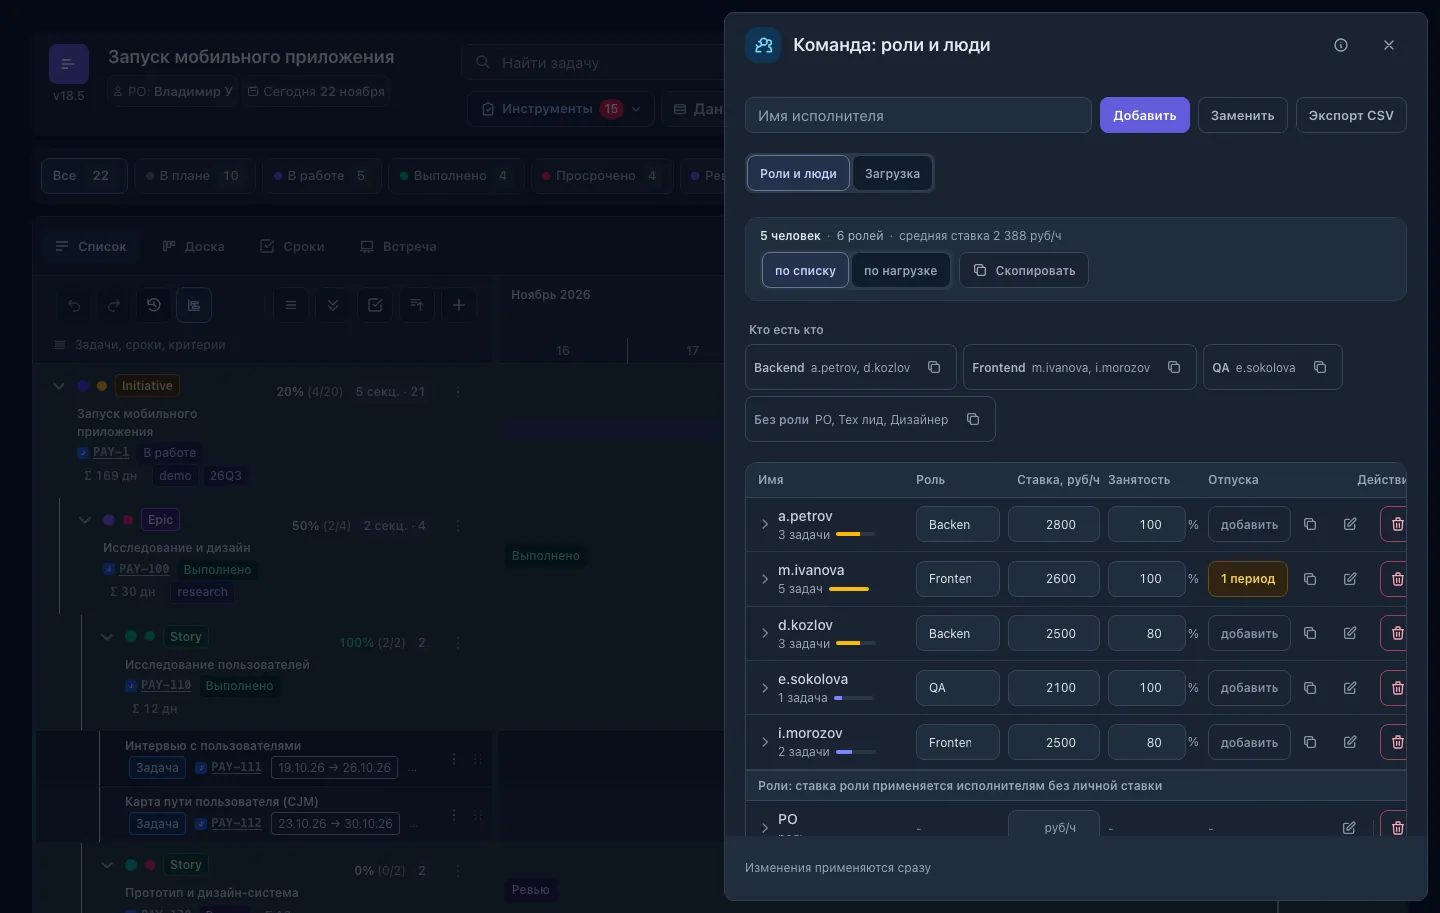 Запуск мобильного приложения
v18.5
РО: Владимир У
Сегодня 22 ноября
Найти задачу
Инструменты 15
Дан
Все 22
В плане 10
В работе 5
Выполнено 4
Просрочено 4
Рев
Список
Доска
Сроки
Встреча
Ноябрь 2026
Задачи, сроки, критерии
16
17
Initiative
20% (4/20) 5 секц. · 21
Запуск мобильного
приложения
PAY-1 В работе
Σ 169 дн demo 26Q3
Epic
50% (2/4) 2 секц. · 4
Исследование и дизайн
PAY-100 Выполнено
Σ 30 дн research
Выполнено
Story
100% (2/2) 2
Исследование пользователей
PAY-110 Выполнено
Σ 12 дн
Интервью с пользователями
Задача PAY-111 19.10.26 → 26.10.26 ...
Карта пути пользователя (CJM)
Задача PAY-112 23.10.26 → 30.10.26 ...
Story
0% (0/2) 2
Прототип и дизайн-система
Ревью
Команда: роли и люди
Имя исполнителя
Добавить
Заменить
Экспорт CSV
Роли и люди
Загрузка
5 человек · 6 ролей · средняя ставка 2 388 руб/ч
по списку
по нагрузке
Скопировать
Кто есть кто
Backend a.petrov, d.kozlov
Frontend m.ivanova, i.morozov
QA e.sokolova
Без роли РО, Тех лид, Дизайнер
Имя Роль Ставка, руб/ч Занятость Отпуска Действи
a.petrov
3 задачи
Backen 2800 100 % добавить
m.ivanova
5 задач
Fronten 2600 100 % 1 период
d.kozlov
3 задачи
Backen 2500 80 % добавить
e.sokolova
1 задача
QA 2100 100 % добавить
i.morozov
2 задачи
Fronten 2500 80 % добавить
Роли: ставка роли применяется исполнителям без личной ставки
РО
- руб/ч - -
Изменения применяются сразу